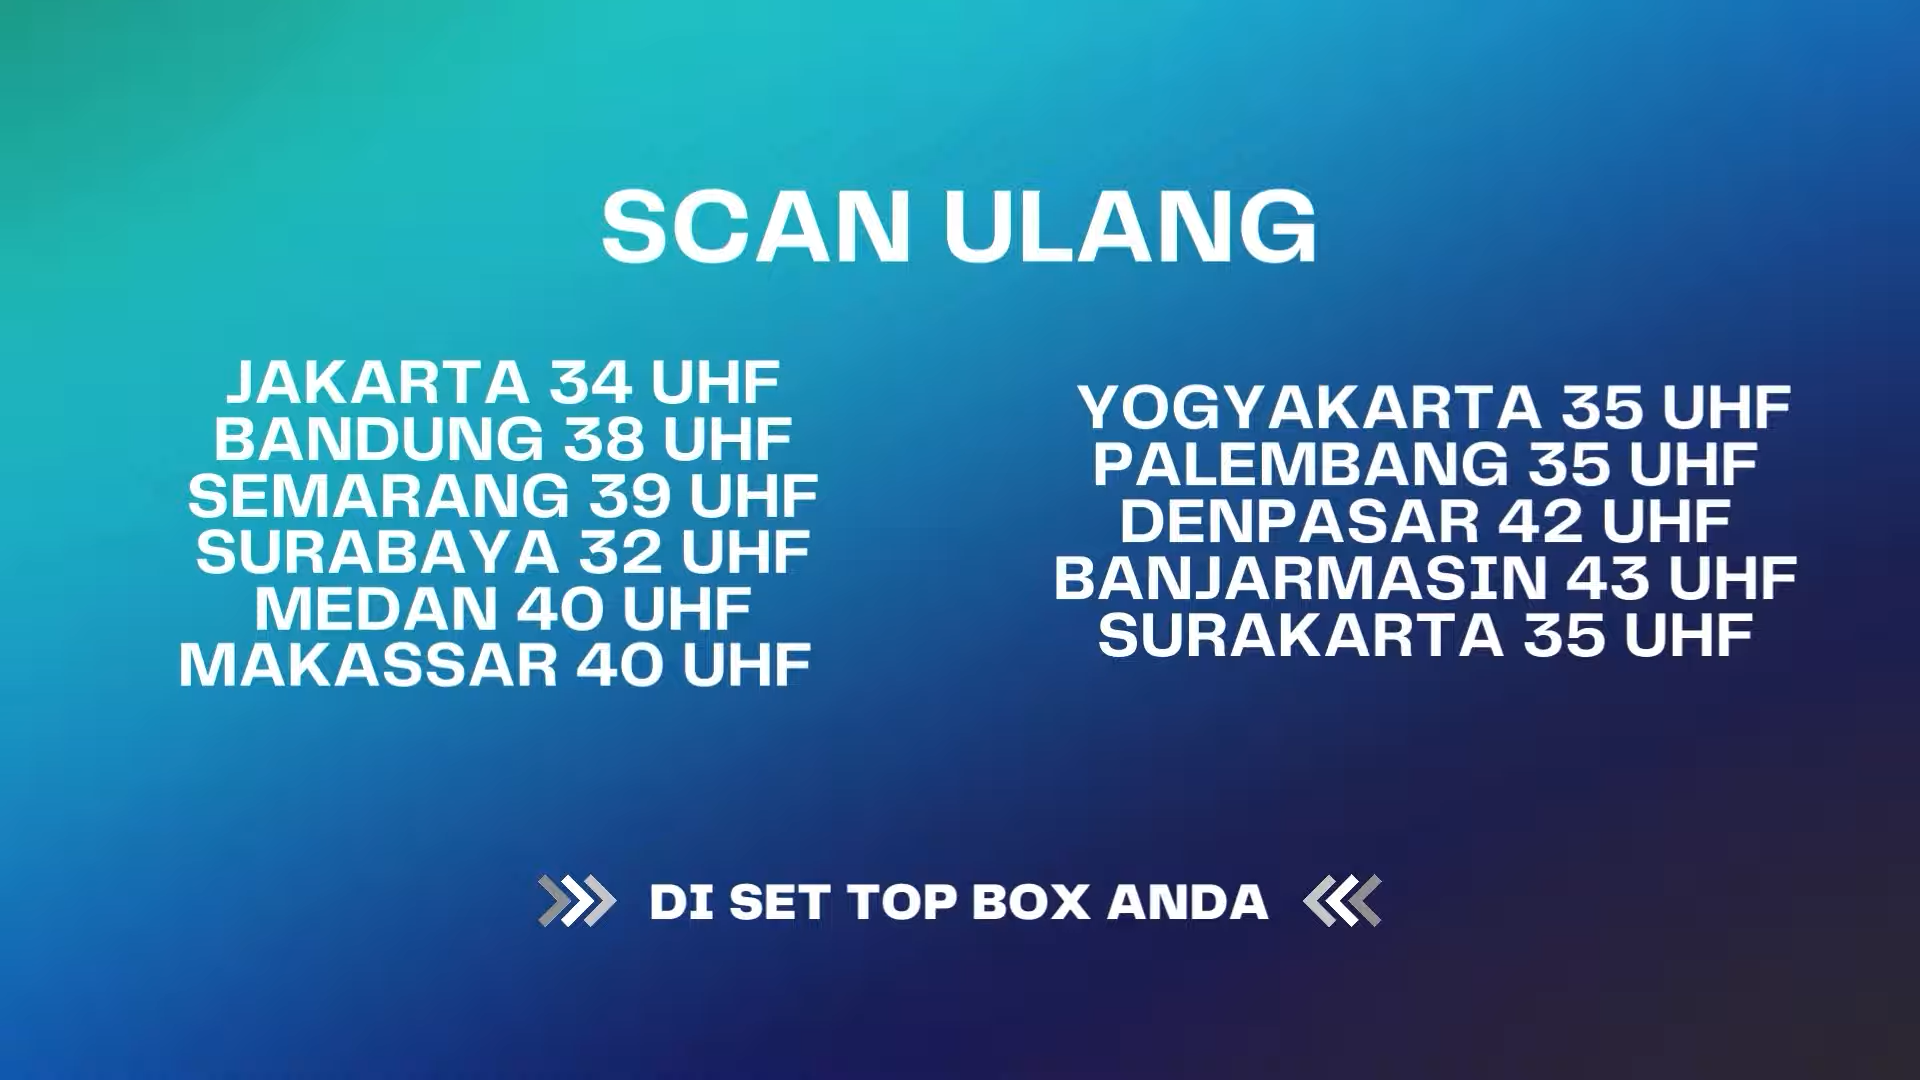 SCAN ULANG
JAKARTA 34 UHF
BANDUNG 38 UHF
SEMARANG 39 UHF
SURABAYA 32 UHF
MEDAN 40 UHF
MAKASSAR 40 UHF
YOGYAKARTA 35 UHF
PALEMBANG 35 UHF
DENPASAR 42 UHF
BANJARMASIN 43 UHF
SURAKARTA 35 UHF
DI SET TOP BOX ANDA